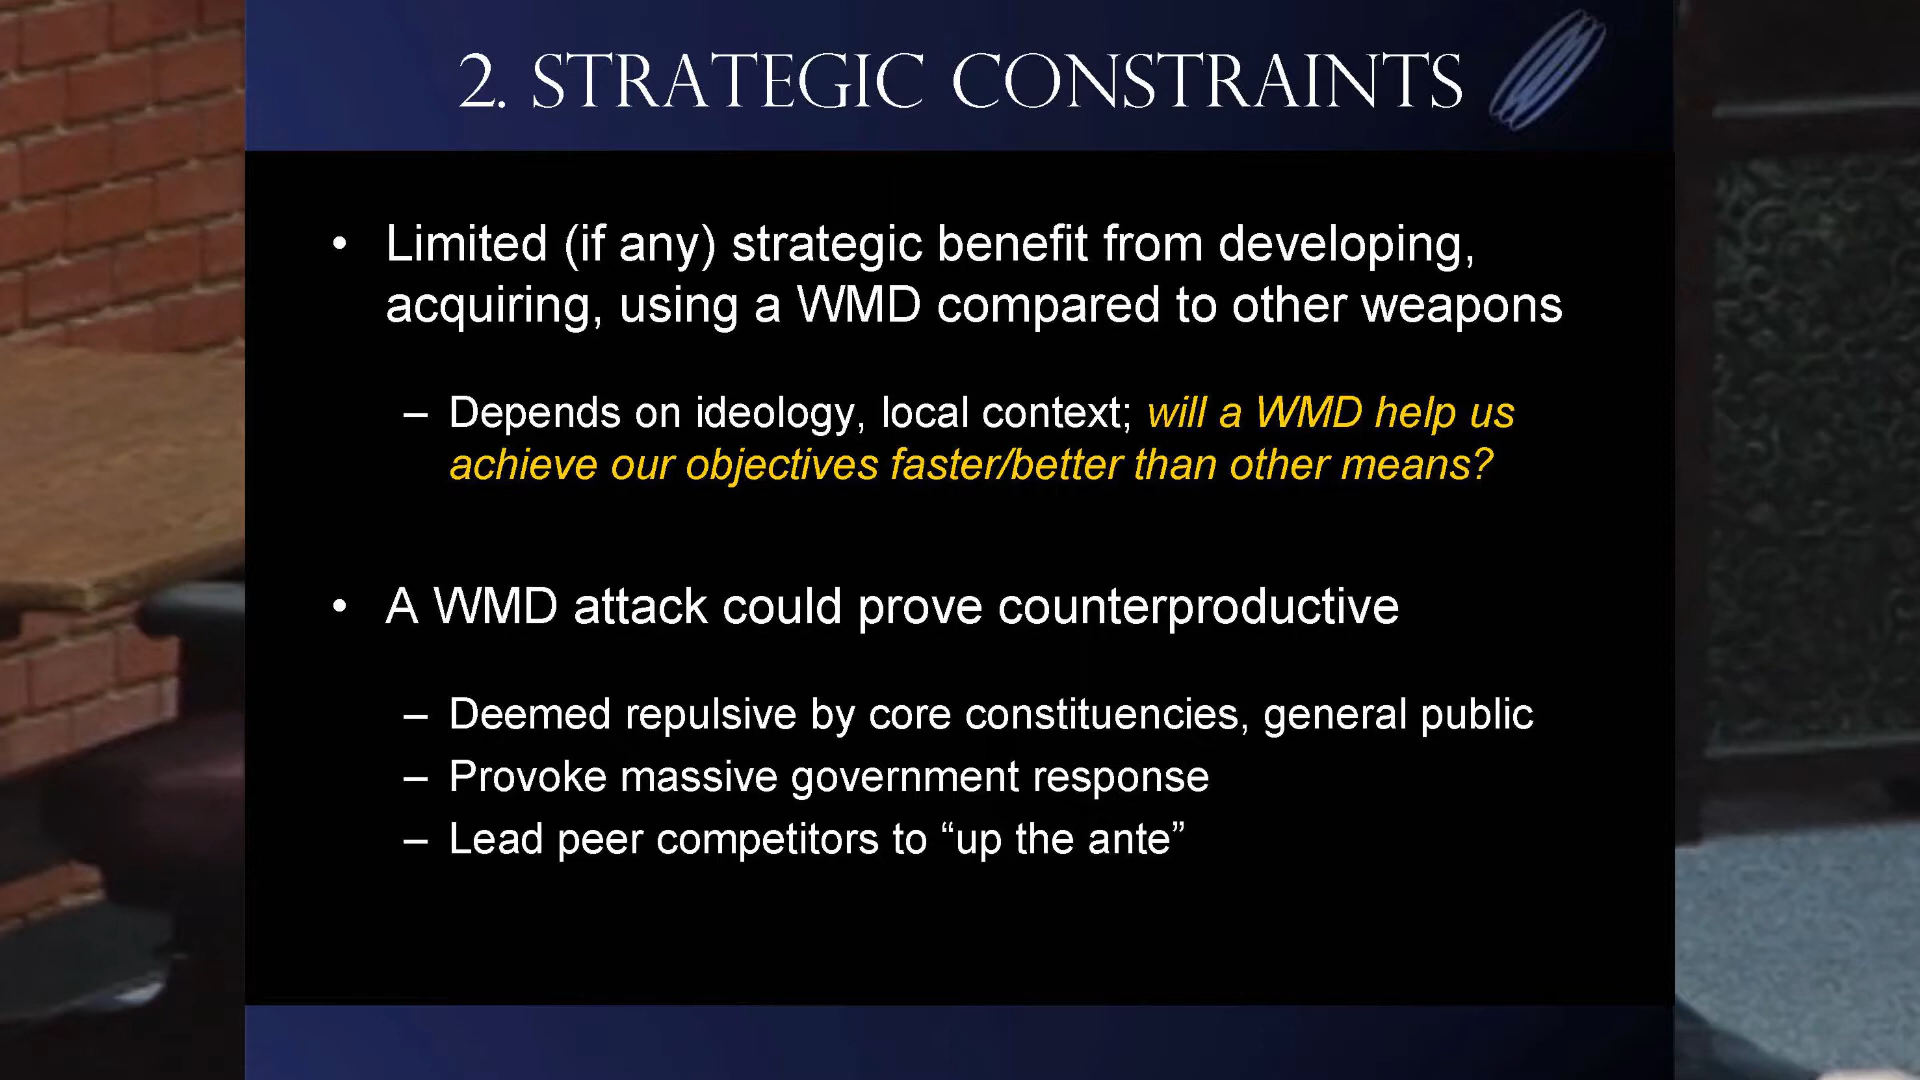 2. STRATEGIC CONSTRAINTS
• Limited (if any) strategic benefit from developing,
acquiring, using a WMD compared to other weapons
– Depends on ideology, local context; will a WMD help us
achieve our objectives faster/better than other means?
• A WMD attack could prove counterproductive
– Deemed repulsive by core constituencies, general public
– Provoke massive government response
– Lead peer competitors to “up the ante”